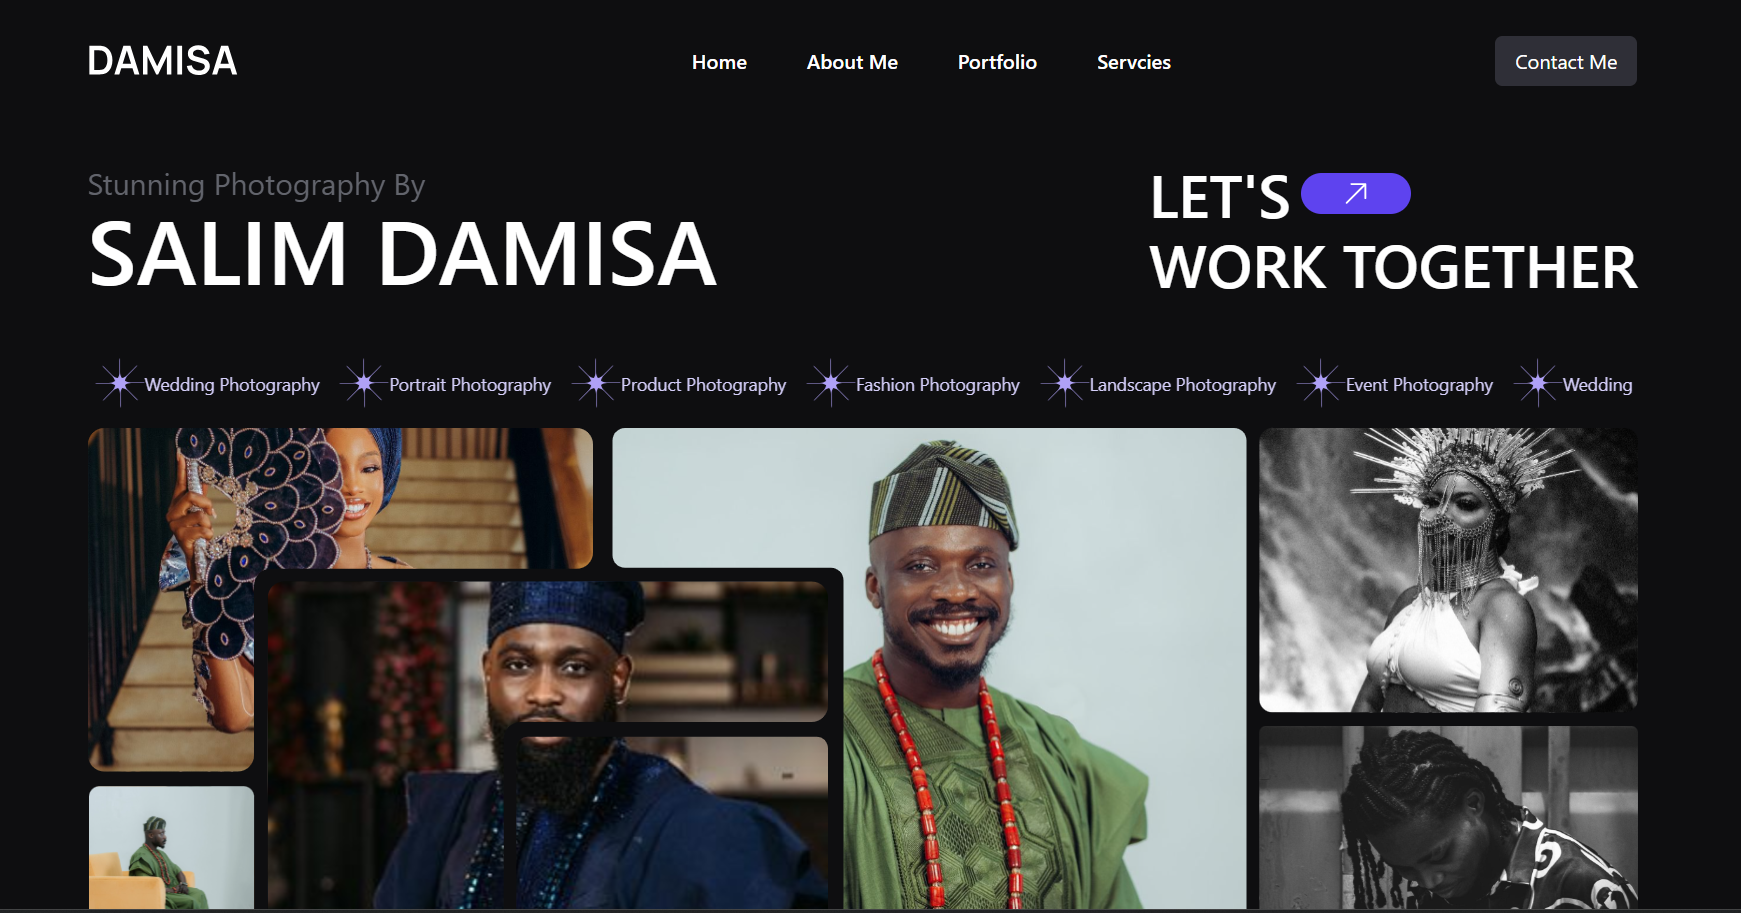 DAMISA
Home About Me Portfolio Servcies
Contact Me
Stunning Photography By
SALIM DAMISA
LET'S
WORK TOGETHER
Wedding Photography Portrait Photography Product Photography Fashion Photography Landscape Photography Event Photography Wedding